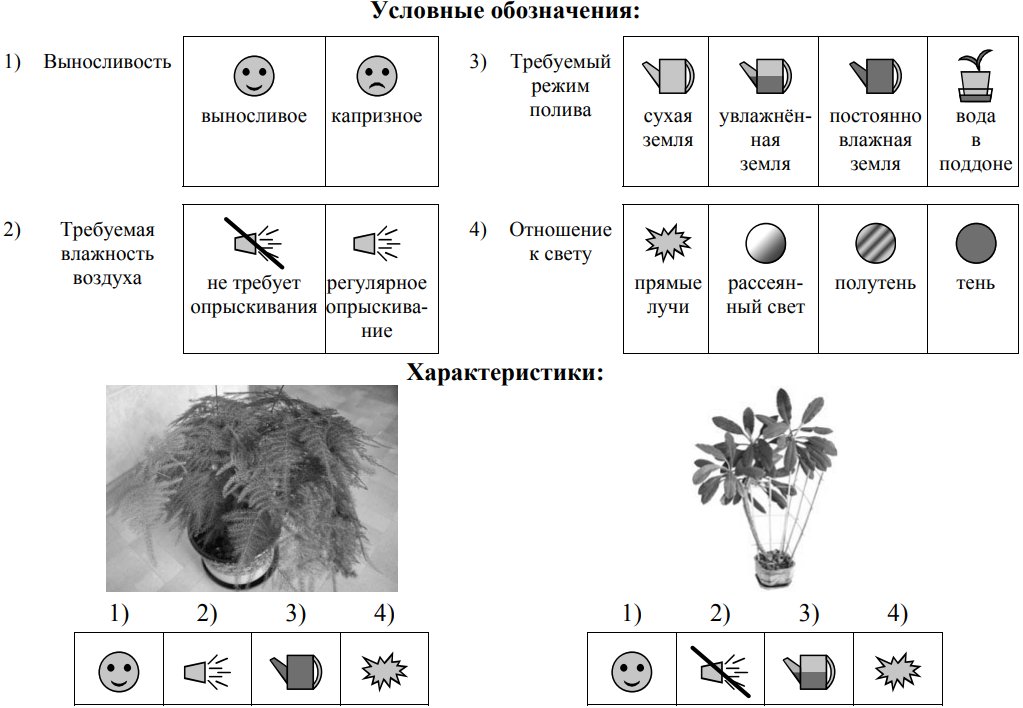 Условные обозначения:
1) Выносливость
выносливое
капризное
3) Требуемый
режим
полива
сухая
земля
увлажнён-
ная
земля
постоянно
влажная
земля
вода
в
поддоне
2) Требуемая
влажность
воздуха
не требует
опрыскивания
регулярное
опрыскива-
ние
4) Отношение
к свету
прямые
лучи
рассеян-
ный свет
полутень
тень
Характеристики:
1) 2) 3) 4)
1) 2) 3) 4)